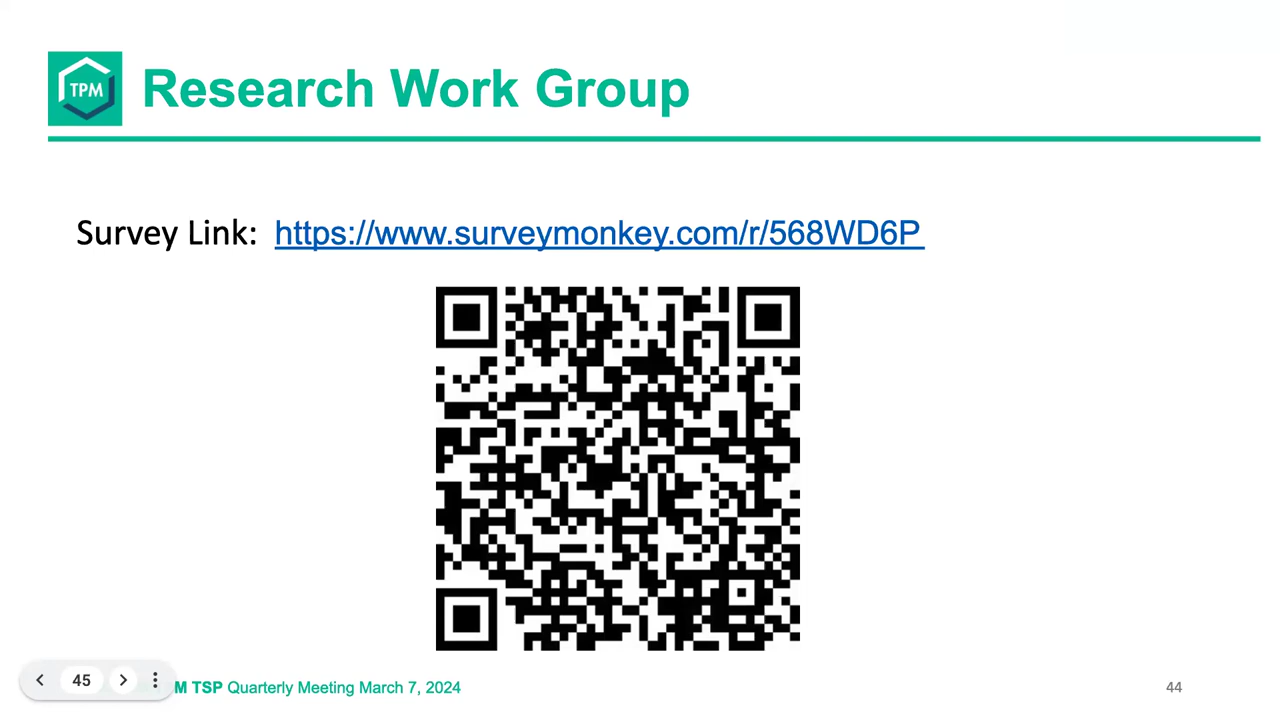 TPM
Research Work Group
Survey Link: https://www.surveymonkey.com/r/568WD6P
45
M TSP Quarterly Meeting March 7, 2024
44